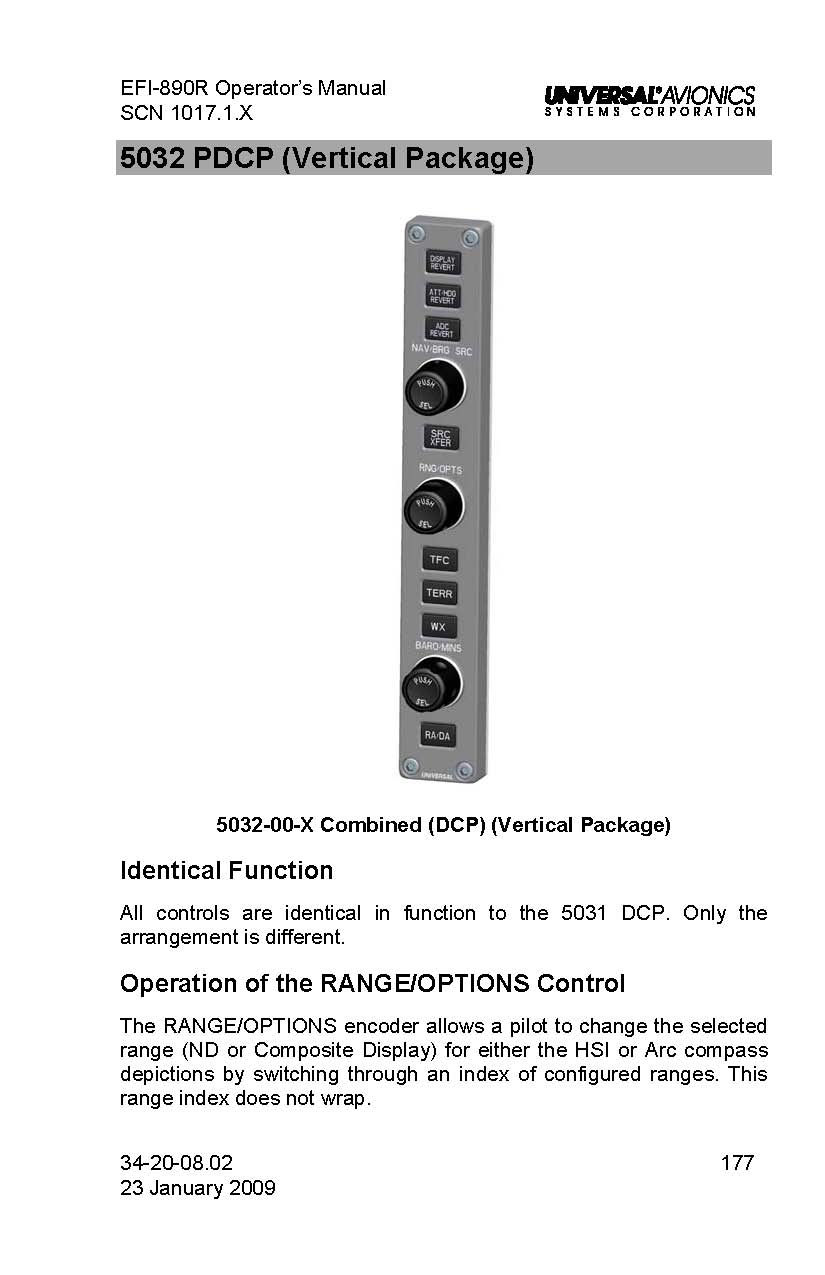 EFI-890R Operator's Manual
SCN 1017.1.X
UNIVERSAL® AVIONICS
SYSTEMS CORPORATION
5032 PDCP (Vertical Package)
DISPLAY
REVERT
ATT/HDG
REVERT
ADC
REVERT
NAV/BRG SRC
PUSH
SEL
SRC
XFER
RNG/OPTS
PUSH
SEL
TFC
TERR
WX
BARO/MINS
PUSH
SEL
RA/DA
UNIVERSAL
5032-00-X Combined (DCP) (Vertical Package)
Identical Function
All controls are identical in function to the 5031 DCP. Only the
arrangement is different.
Operation of the RANGE/OPTIONS Control
The RANGE/OPTIONS encoder allows a pilot to change the selected
range (ND or Composite Display) for either the HSI or Arc compass
depictions by switching through an index of configured ranges. This
range index does not wrap.
34-20-08.02
177
23 January 2009